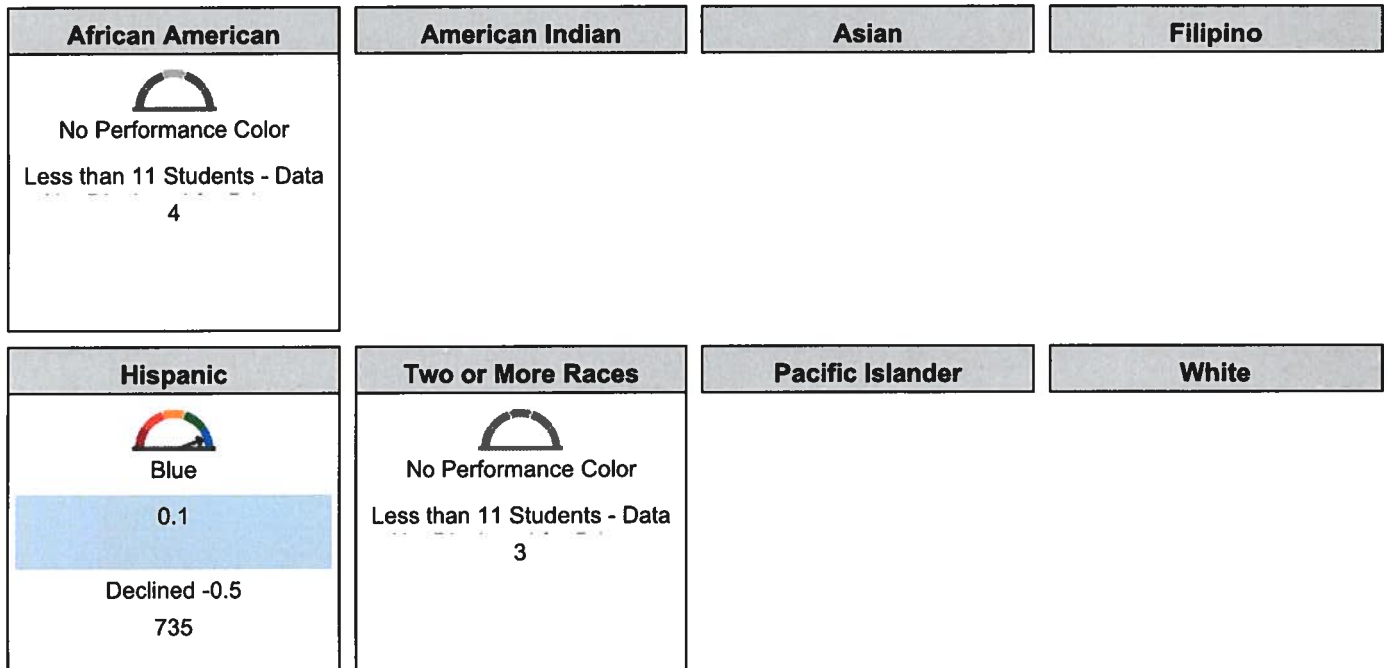 African American
American Indian
Asian
Filipino
No Performance Color
Less than 11 Students - Data
4
Hispanic
Two or More Races
Pacific Islander
White
Blue
0.1
Declined -0.5
735
No Performance Color
Less than 11 Students - Data
3